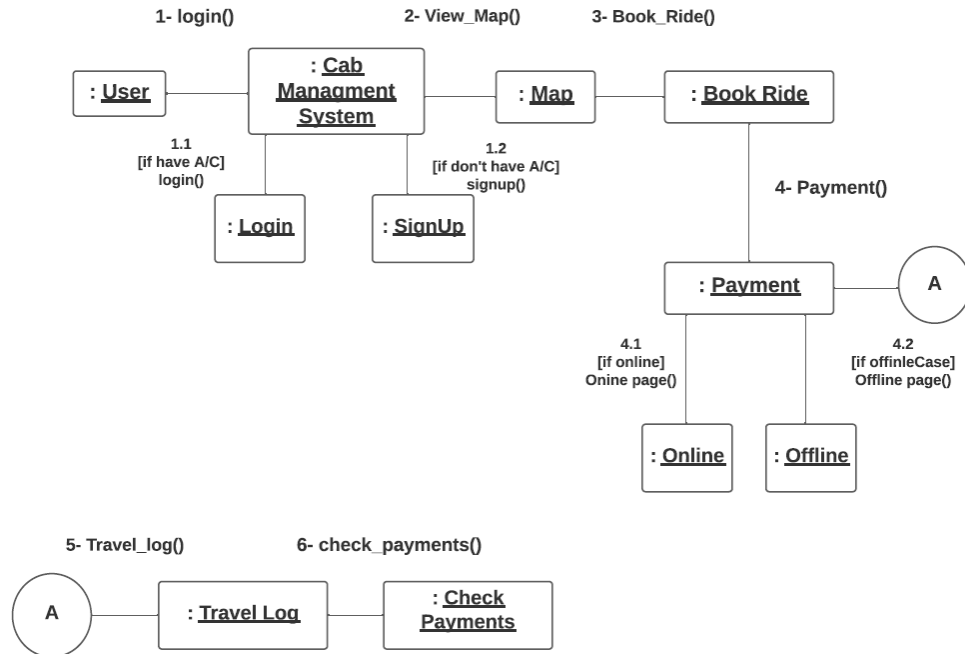 1- login()
2- View_Map()
3- Book_Ride()
: User
: Cab
Managment
System
: Map
: Book Ride
1.1
[if have A/C]
login()
1.2
[if don't have A/C]
signup()
4- Payment()
: Login
: SignUp
: Payment
A
4.1
[if online]
Onine page()
4.2
[if offinleCase]
Offline page()
: Online
: Offline
5- Travel_log()
6- check_payments()
A
: Travel Log
: Check
Payments